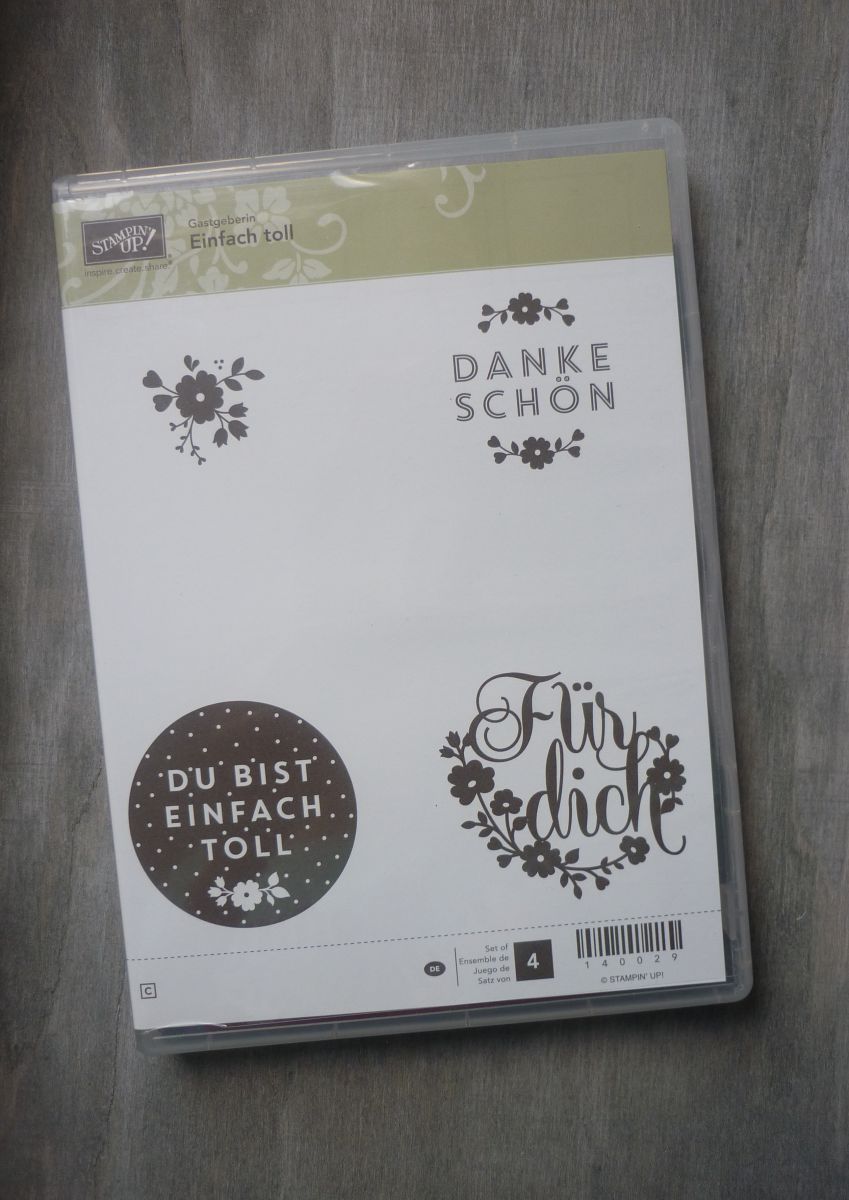 STAMPIN' UP!®
inspire.create.share.®
Gastgeberin
Einfach toll
DANKE
SCHÖN
DU BIST
EINFACH
TOLL
Für
dich
C
DE
Set of
Ensemble de
Juego de
Satz von
4
140029
© STAMPIN' UP!